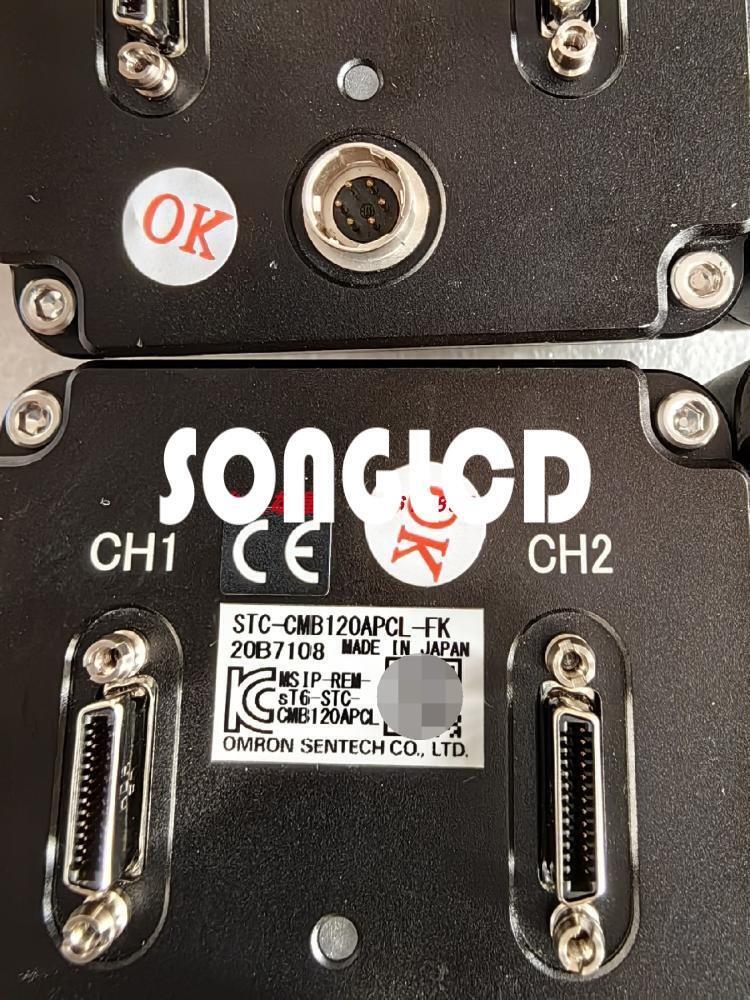 OK
SONGLCD
CH1
CE
OK
CH2
STC-CMB120APCL-FK
20B7108 MADE IN JAPAN
MSIP-REM-
sT6-STC-
CMB120APCL
OMRON SENTECH CO., LTD.